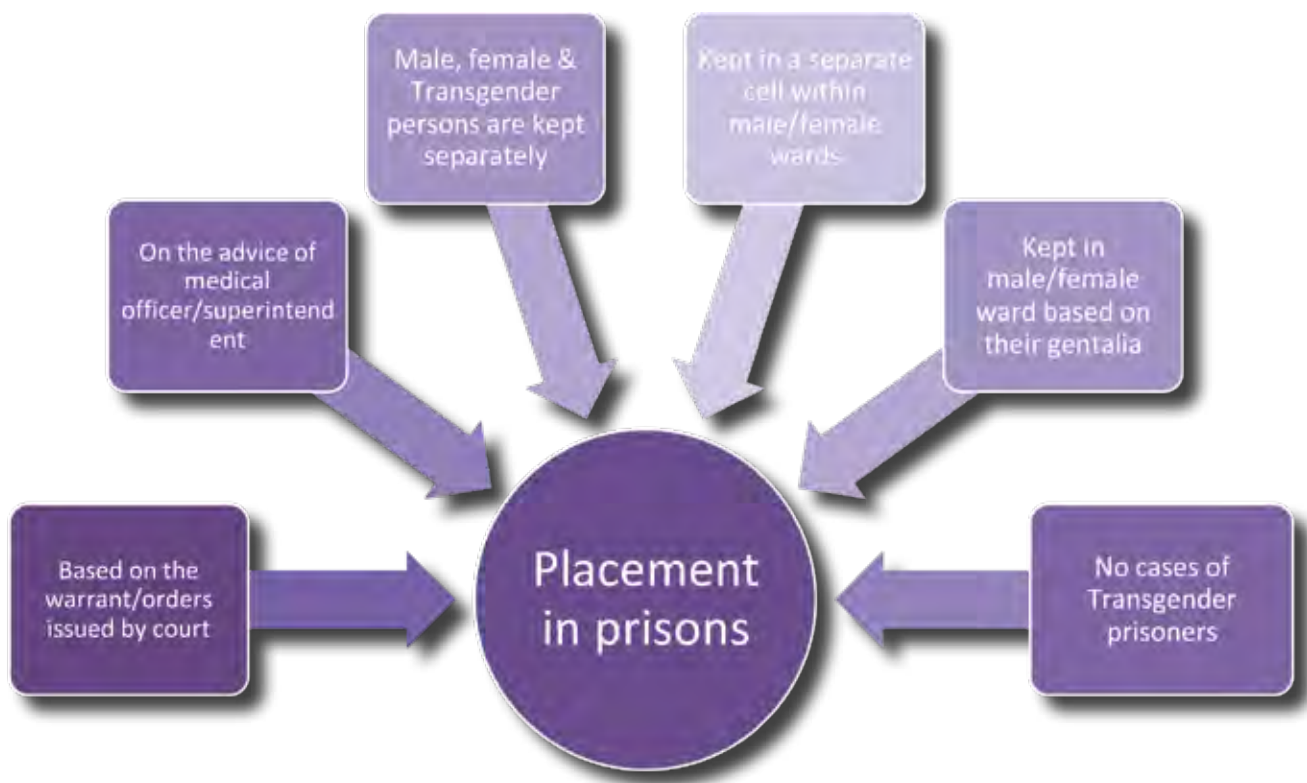 Male, female &
Transgender
persons are kept
separately
Kept in a separate
cell within
male/female
wards
On the advice of
medical
officer/superintend
ent
Kept in
male/female
ward based on
their gentalia
Based on the
warrant/orders
issued by court
Placement
in prisons
No cases of
Transgender
prisoners